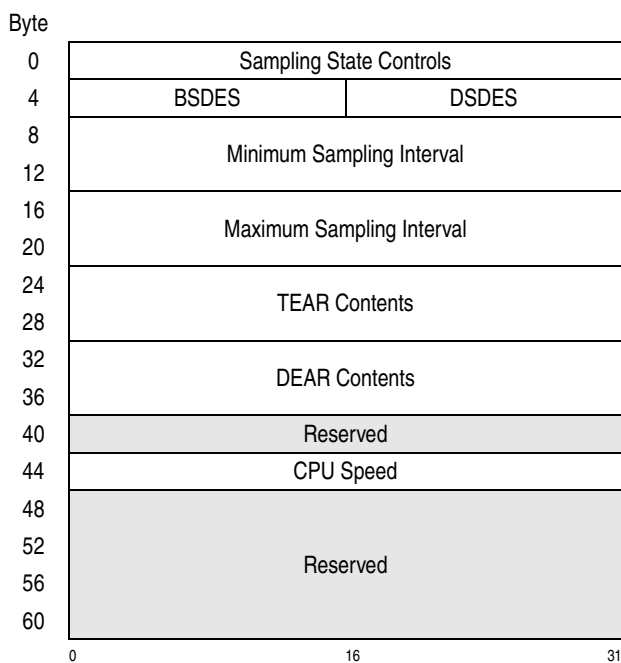 Byte
0 Sampling State Controls
4 BSDES DSDES
8
Minimum Sampling Interval
12
16
Maximum Sampling Interval
20
24
TEAR Contents
28
32
DEAR Contents
36
40 Reserved
44 CPU Speed
48
52
Reserved
56
60
0 16 31